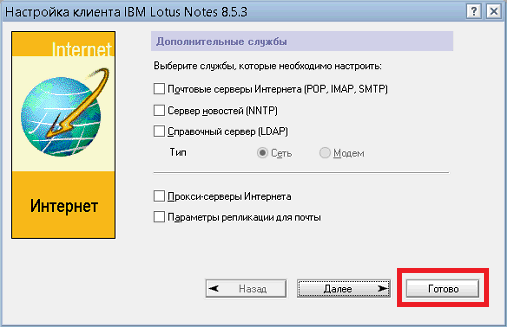 Настройка клиента IBM Lotus Notes 8.5.3
Internet
Дополнительные службы
Выберите службы, которые необходимо настроить:
Почтовые серверы Интернета (POP, IMAP, SMTP)
Сервер новостей (NNTP)
Справочный сервер (LDAP)
Тип Сеть Модем
Интернет
Прокси-серверы Интернета
Параметры репликации для почты
Назад Далее Готово